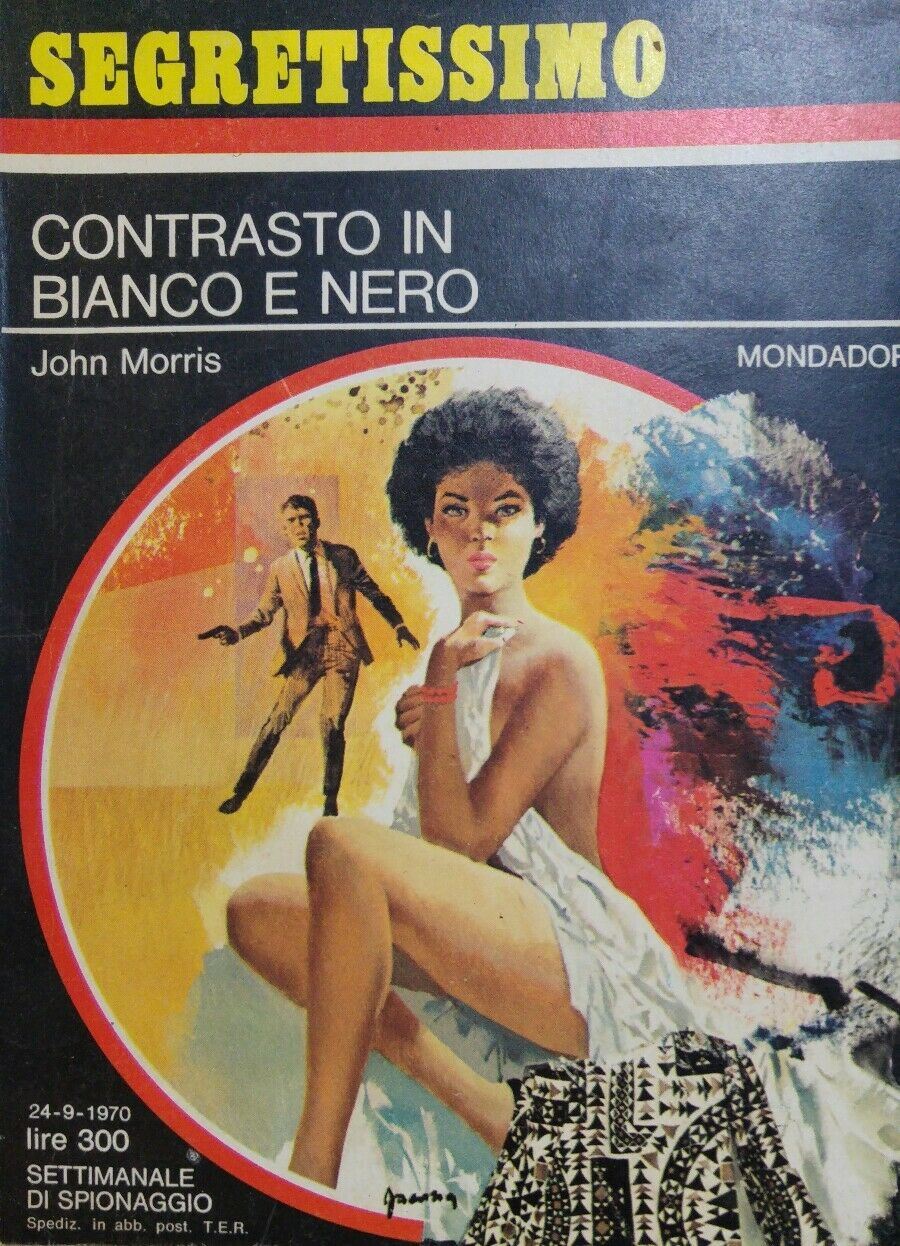 SEGRETISSIMO
CONTRASTO IN
BIANCO E NERO
John Morris
MONDADOR
24-9-1970
lire 300
SETTIMANALE
DI SPIONAGGIO
Spediz. in abb. post. T.E.R.